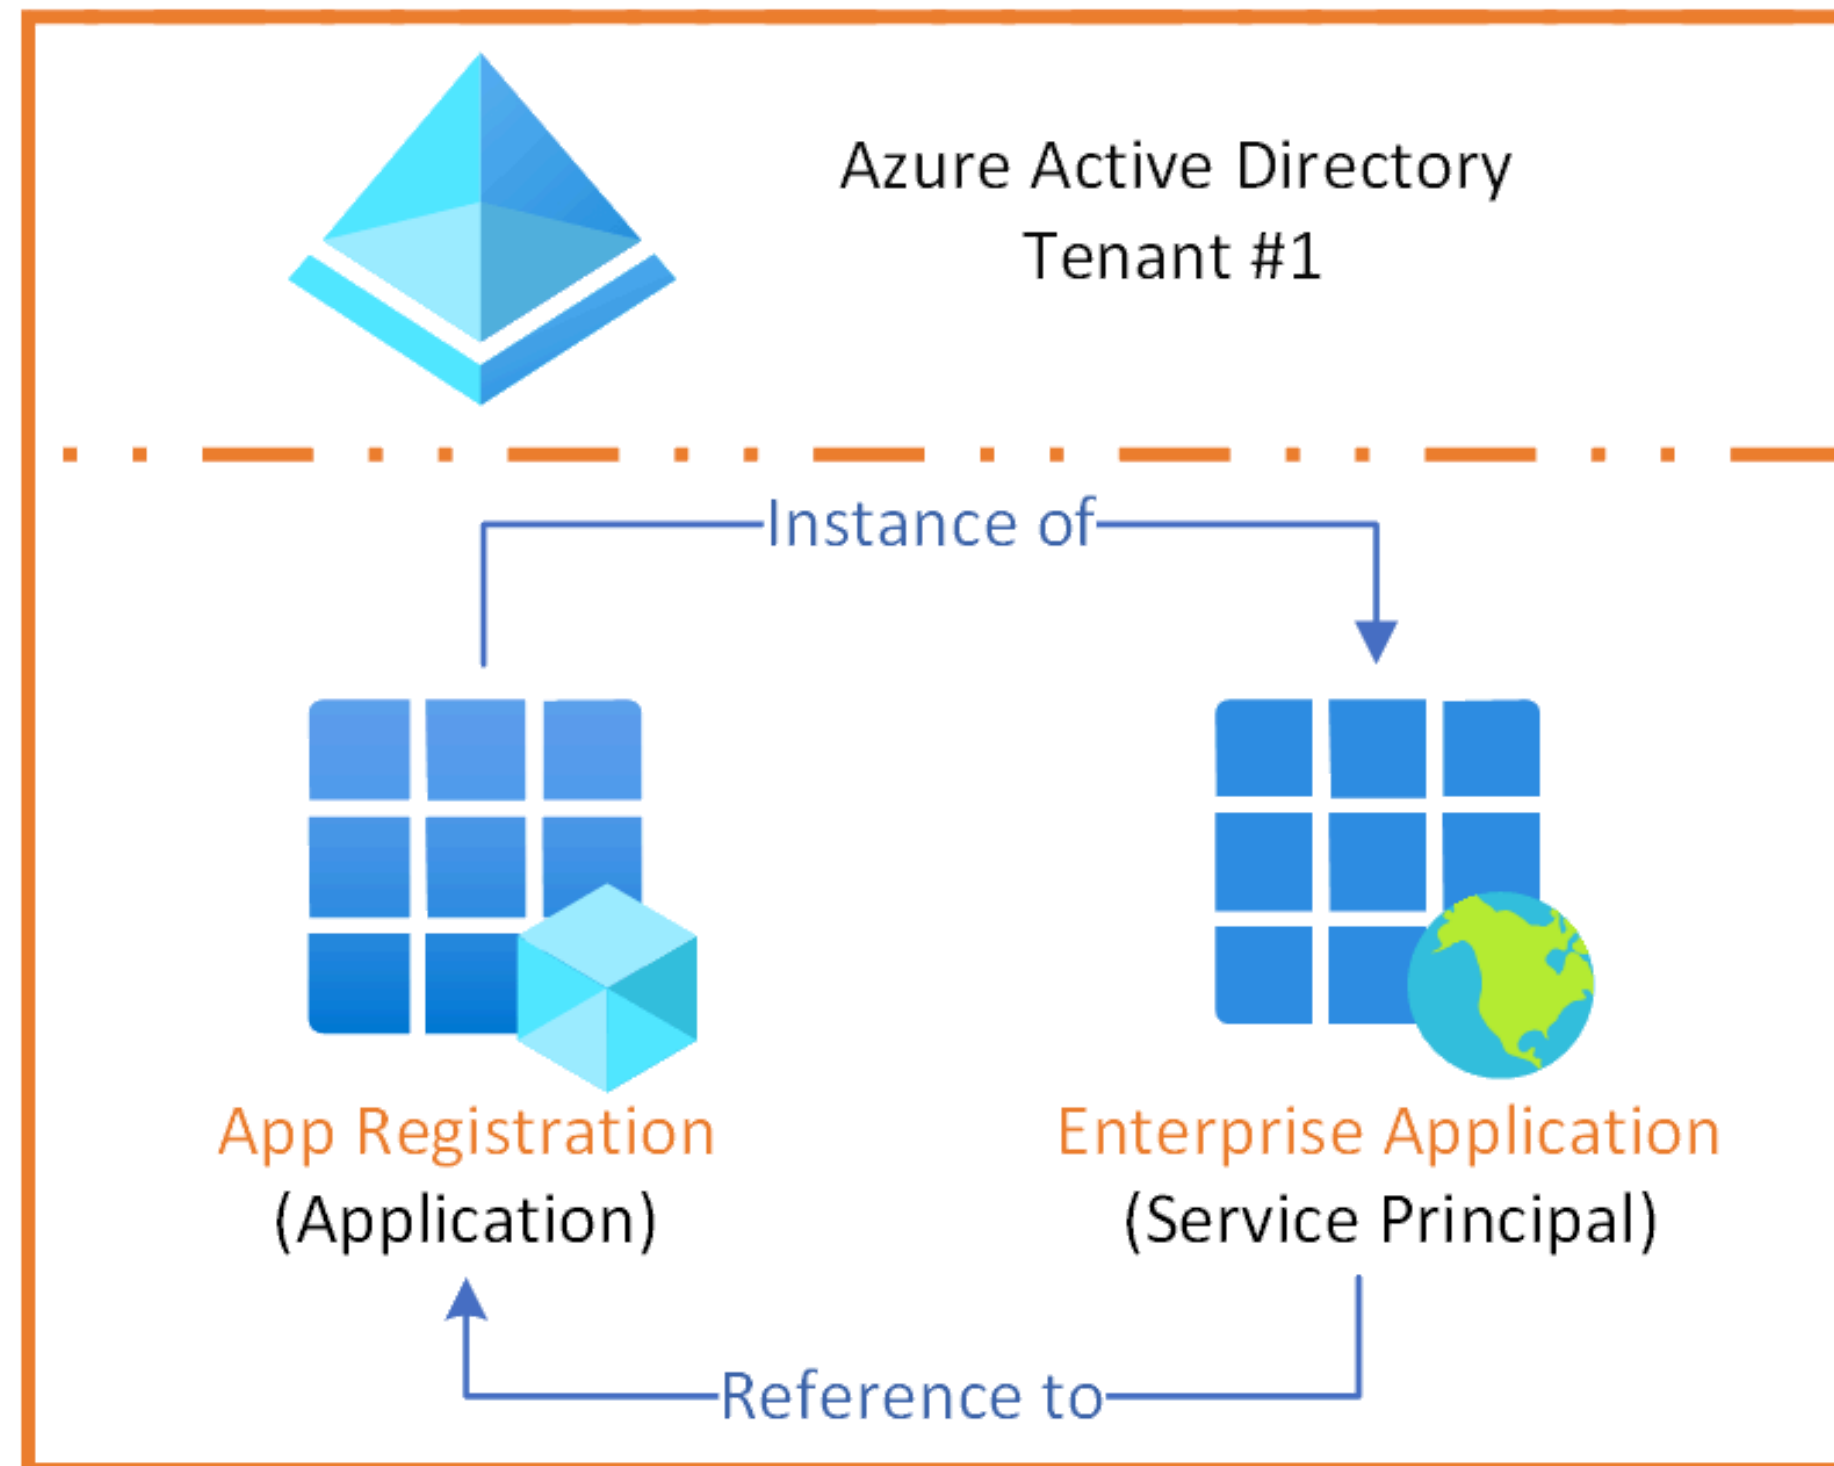 Azure Active Directory
Tenant #1
Instance of
App Registration
(Application)
Enterprise Application
(Service Principal)
Reference to